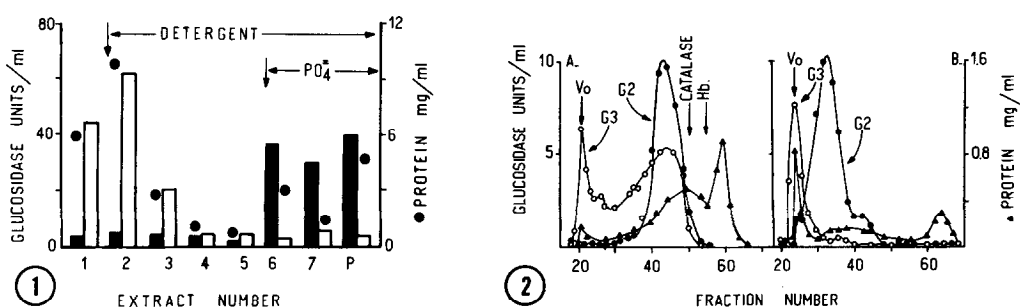 80
40
0
GLUCOSIDASE UNITS/ml
DETERGENT
PO₄⁼
12
6
0
● PROTEIN mg/ml
1 2 3 4 5 6 7 P
EXTRACT NUMBER
1
10
5
GLUCOSIDASE UNITS/ml
A.
Vo
G3
G2
CATALASE
Hb.
20 40 60
Vo
G3
G2
B.
1.6
0.8
▲ PROTEIN mg/ml
20 40 60
FRACTION NUMBER
2